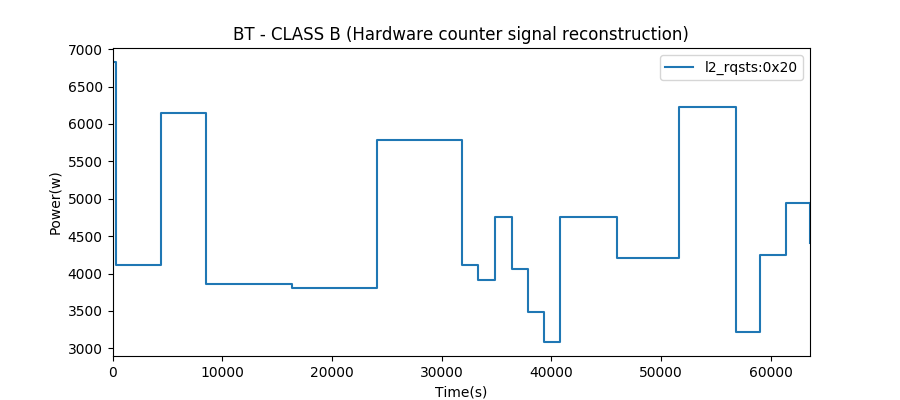 BT - CLASS B (Hardware counter signal reconstruction)
l2_rqsts:0x20
7000
6500
6000
5500
5000
4500
4000
3500
3000
Power(w)
0 10000 20000 30000 40000 50000 60000
Time(s)